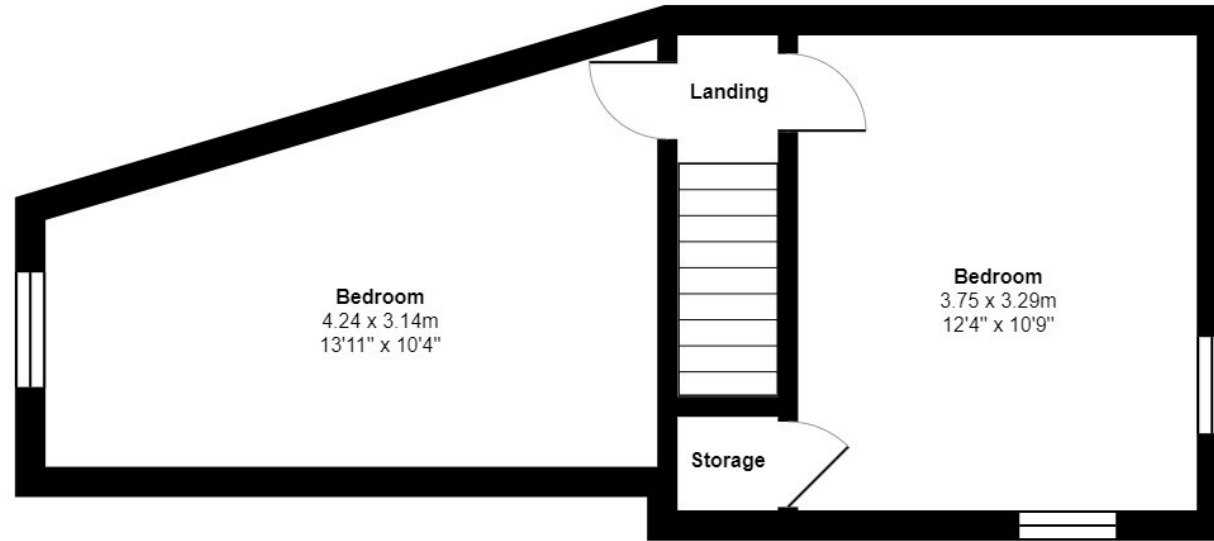 Landing
Bedroom
4.24 x 3.14m
13'11" x 10'4"
Bedroom
3.75 x 3.29m
12'4" x 10'9"
Storage